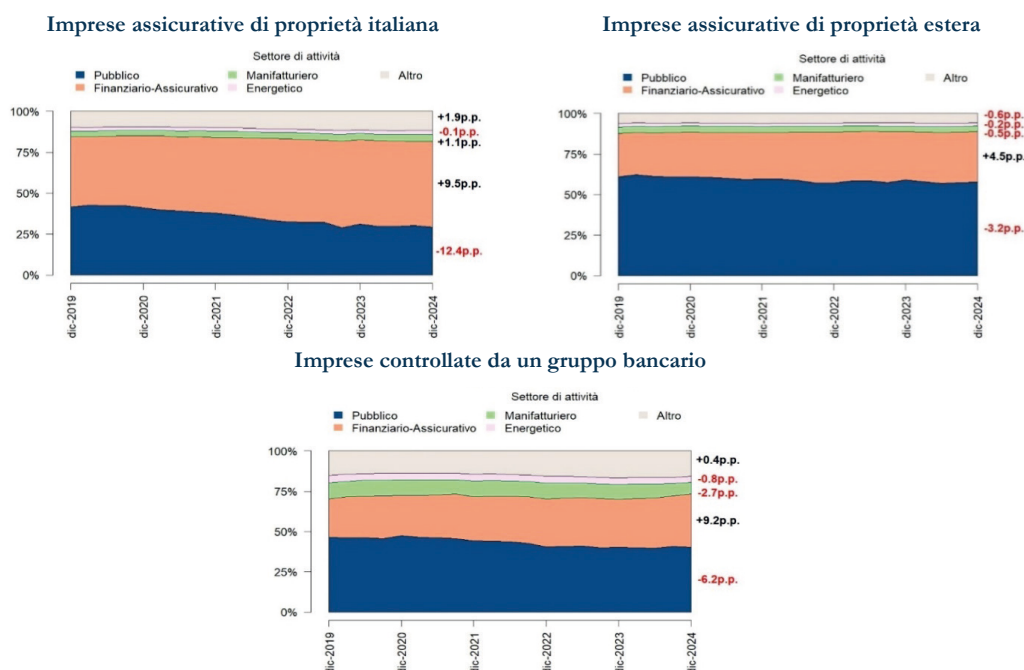 Imprese assicurative di proprietà italiana
Settore di attività
Pubblico Manifatturiero Altro
Finanziario-Assicurativo Energetico
100%
75%
50%
25%
0%
+1.9p.p.
-0.1p.p.
+1.1p.p.
+9.5p.p.
-12.4p.p.
dic-2019
dic-2020
dic-2021
dic-2022
dic-2023
dic-2024
Imprese assicurative di proprietà estera
Settore di attività
Pubblico Manifatturiero Altro
Finanziario-Assicurativo Energetico
100%
75%
50%
25%
0%
-0.6p.p.
-0.2p.p.
-0.5p.p.
+4.5p.p.
-3.2p.p.
dic-2019
dic-2020
dic-2021
dic-2022
dic-2023
dic-2024
Imprese controllate da un gruppo bancario
Settore di attività
Pubblico Manifatturiero Altro
Finanziario-Assicurativo Energetico
100%
75%
50%
25%
0%
+0.4p.p.
-0.8p.p.
-2.7p.p.
+9.2p.p.
-6.2p.p.
dic-2019
dic-2020
dic-2021
dic-2022
dic-2023
dic-2024